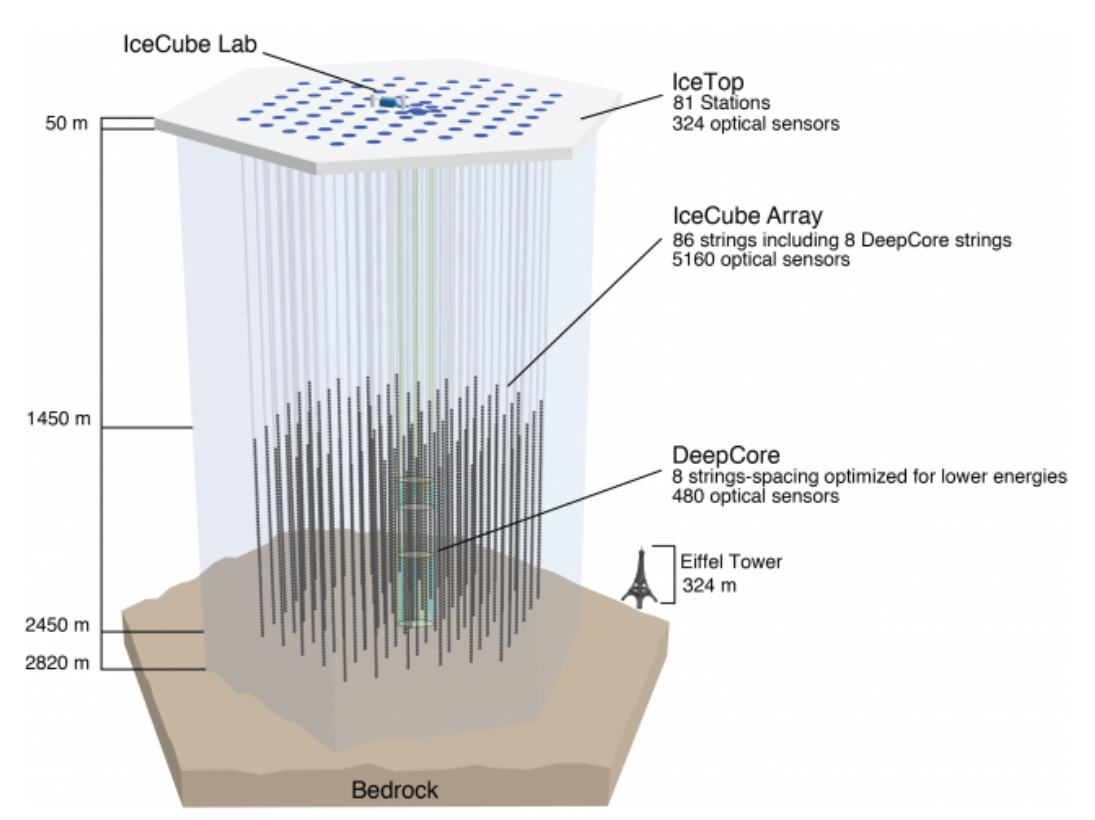 IceCube Lab
IceTop
81 Stations
324 optical sensors
50 m
IceCube Array
86 strings including 8 DeepCore strings
5160 optical sensors
1450 m
DeepCore
8 strings-spacing optimized for lower energies
480 optical sensors
Eiffel Tower
324 m
2450 m
2820 m
Bedrock